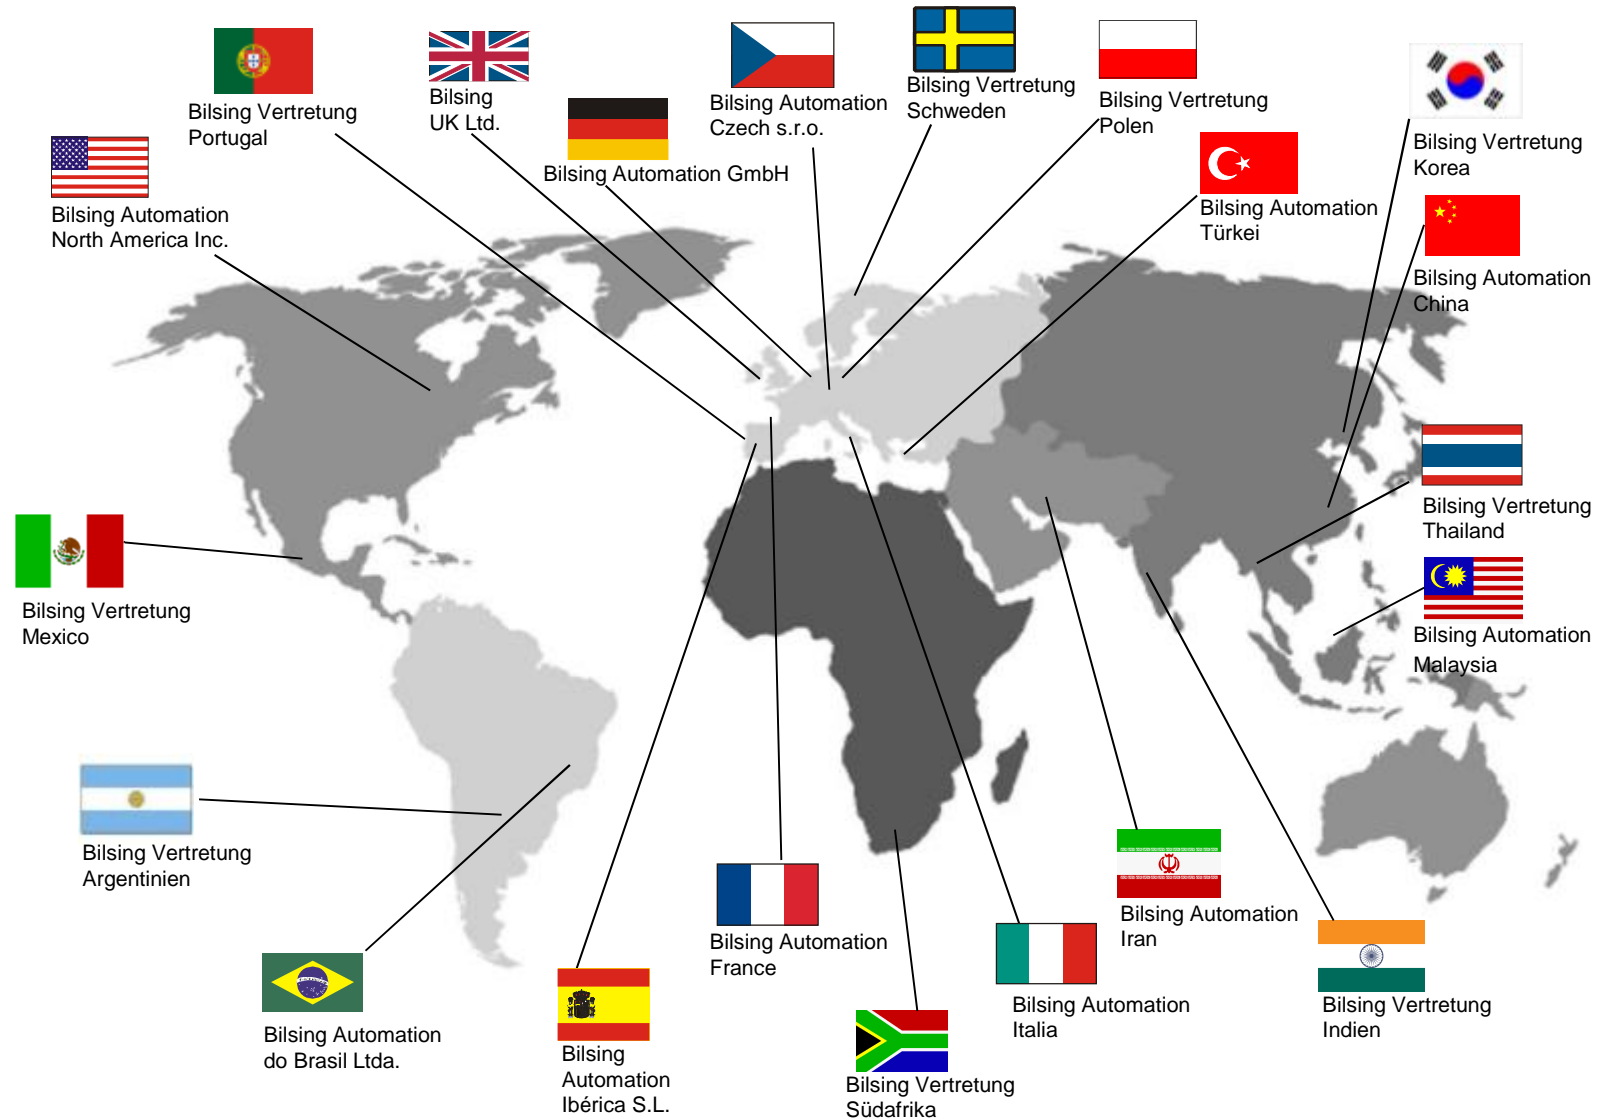 Bilsing Vertretung
Portugal
Bilsing
UK Ltd.
Bilsing Automation GmbH
Bilsing Automation
Czech s.r.o.
Bilsing Vertretung
Schweden
Bilsing Vertretung
Polen
Bilsing Vertretung
Korea
Bilsing Automation
North America Inc.
Bilsing Automation
Türkei
Bilsing Automation
China
Bilsing Vertretung
Thailand
Bilsing Vertretung
Mexico
Bilsing Automation
Malaysia
Bilsing Vertretung
Argentinien
Bilsing Automation
France
Bilsing Automation
Iran
Bilsing Automation
do Brasil Ltda.
Bilsing
Automation
Ibérica S.L.
Bilsing Vertretung
Südafrika
Bilsing Automation
Italia
Bilsing Vertretung
Indien